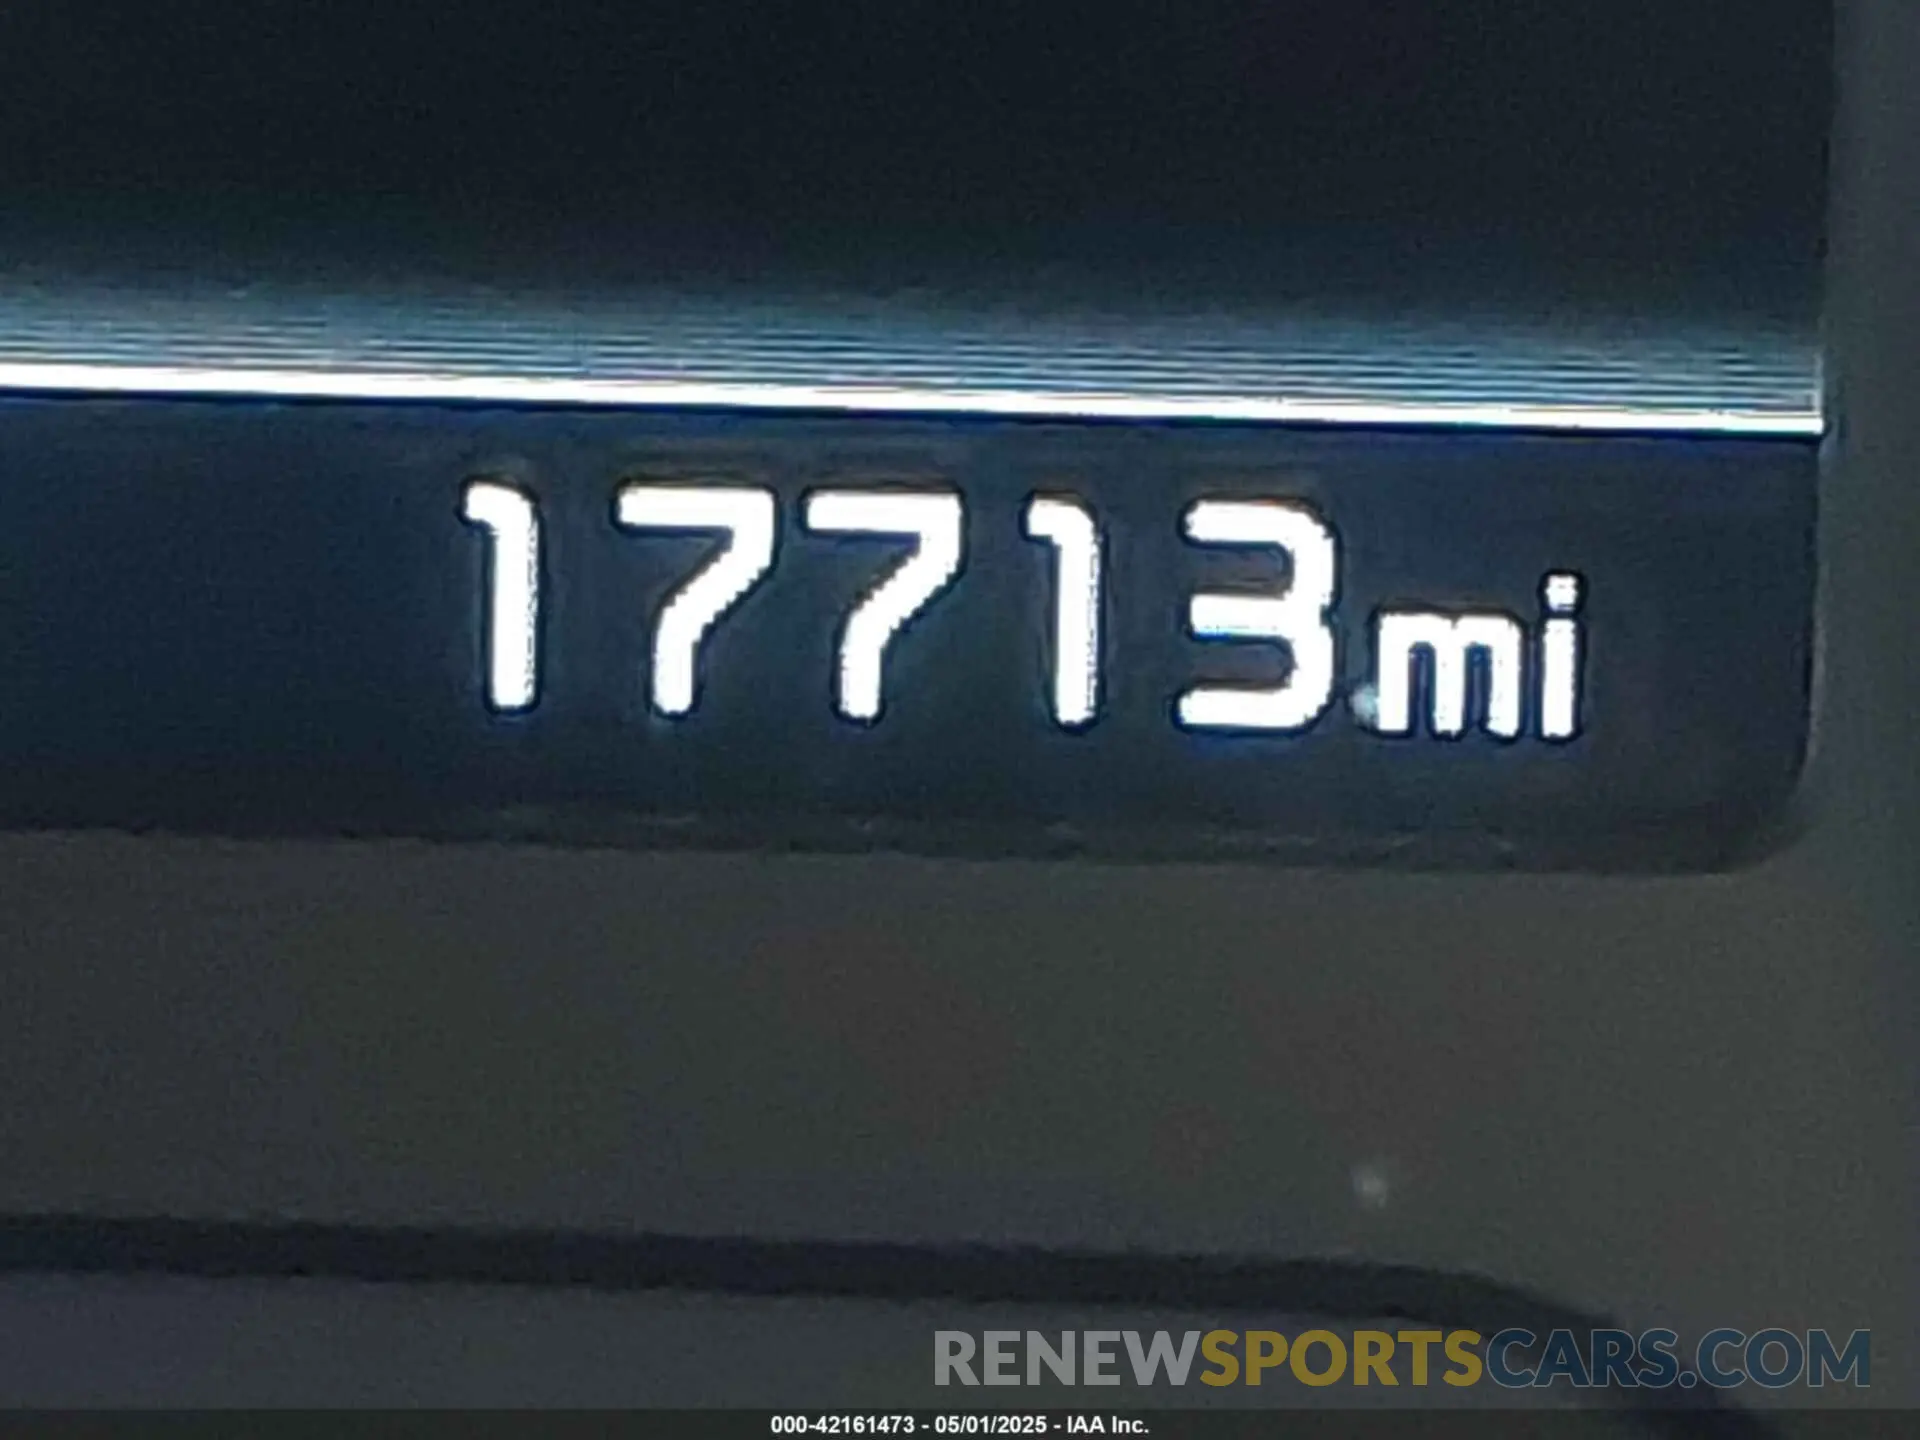 17713mi
RENEWSPORTSCARS.COM
000-42161473 - 05/01/2025 - IAA Inc.